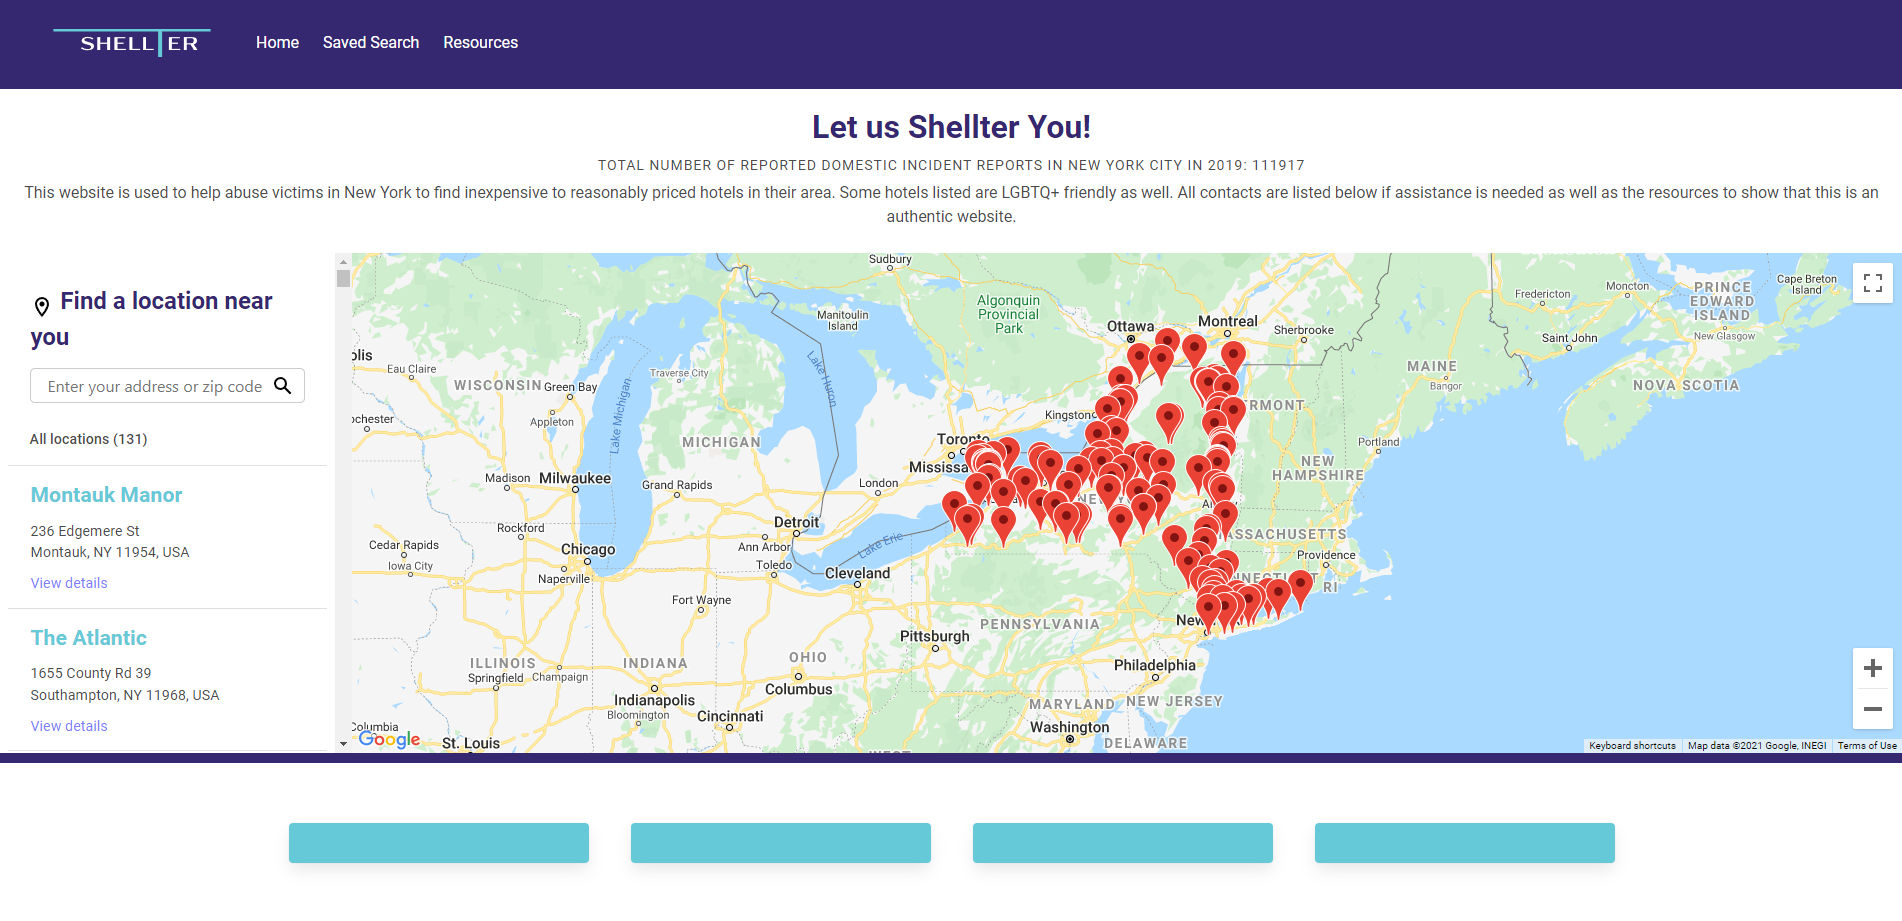 SHELLTER
Home
Saved Search
Resources
Let us Shellter You!
TOTAL NUMBER OF REPORTED DOMESTIC INCIDENT REPORTS IN NEW YORK CITY IN 2019: 111917
This website is used to help abuse victims in New York to find inexpensive to reasonably priced hotels in their area. Some hotels listed are LGBTQ+ friendly as well. All contacts are listed below if assistance is needed as well as the resources to show that this is an
authentic website.
Find a location near
you
Enter your address or zip code
All locations (131)
Montauk Manor
236 Edgemere St
Montauk, NY 11954, USA
View details
The Atlantic
1655 County Rd 39
Southampton, NY 11968, USA
View details
Sudbury
Algonquin
Provincial
Park
Manitoulin
Island
Ottawa
Montreal
Sherbrooke
Fredericton
Moncton
PRINCE
EDWARD
ISLAND
Cape Breton
Island
New Glasgow
Saint John
NOVA SCOTIA
MAINE
Bangor
Eau Claire
WISCONSIN
Green Bay
Appleton
Traverse City
Lake Michigan
Lake Huron
MICHIGAN
Kingston
Toronto
Mississa
London
Portland
NEW
HAMPSHIRE
Madison
Milwaukee
Grand Rapids
Rockford
Detroit
Ann Arbor
Lake Erie
Cedar Rapids
Iowa City
Chicago
Naperville
Toledo
Cleveland
Fort Wayne
Providence
RI
Pittsburgh
PENNSYLVANIA
ILLINOIS
Springfield
Champaign
INDIANA
OHIO
Columbus
Indianapolis
Bloomington
Cincinnati
Philadelphia
MARYLAND
NEW JERSEY
Washington
DELAWARE
St. Louis
Columbia
Google
Keyboard shortcuts
Map data ©2021 Google, INEGI
Terms of Use